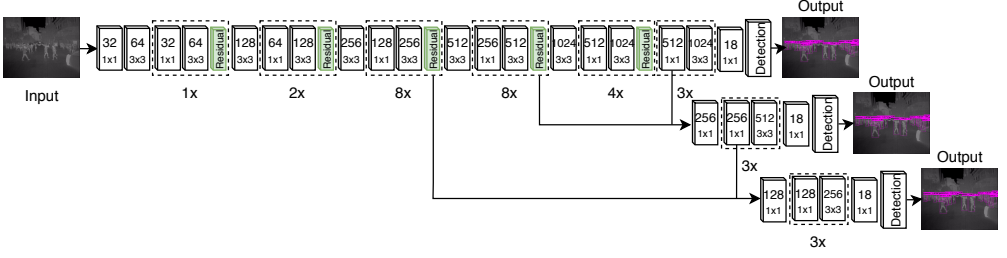 Input
32 1x1
64 3x3
32 1x1
64 3x3
Residual
1x
128 3x3
64 1x1
128 3x3
Residual
2x
256 3x3
128 1x1
256 3x3
Residual
8x
512 3x3
256 1x1
512 3x3
Residual
8x
1024 3x3
512 1x1
1024 3x3
Residual
4x
512 1x1
1024 3x3
3x
18 1x1
Detection
Output
256 1x1
256 1x1
512 3x3
3x
18 1x1
Detection
Output
128 1x1
128 1x1
256 3x3
3x
18 1x1
Detection
Output